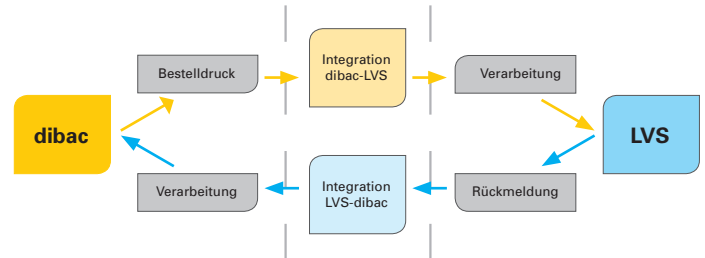 Bestelldruck
Integration
dibac-LVS
Verarbeitung
dibac
LVS
Verarbeitung
Integration
LVS-dibac
Rückmeldung